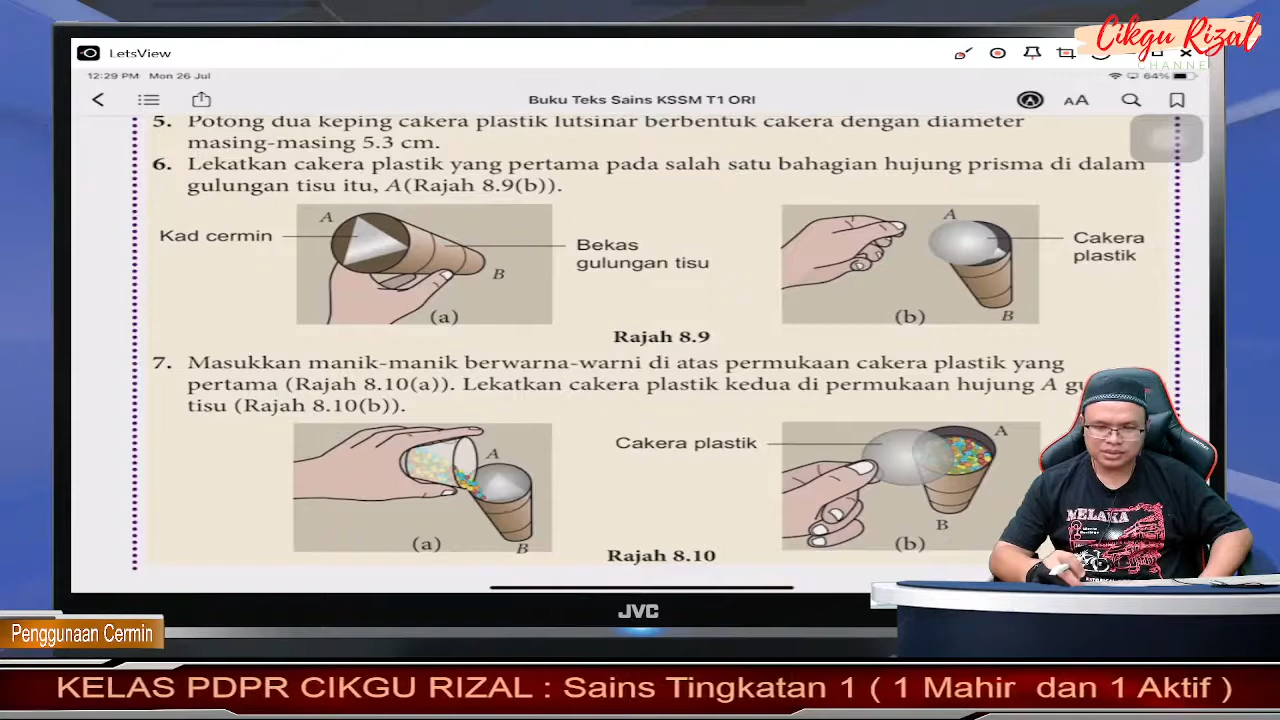 Cikgu Rizal
CHANNE
LetsView
12:29 PM Mon 26 Jul
64%
Buku Teks Sains KSSM T1 ORI
AA
5. Potong dua keping cakera plastik lutsinar berbentuk cakera dengan diameter
masing-masing 5.3 cm.
6. Lekatkan cakera plastik yang pertama pada salah satu bahagian hujung prisma di dalam
gulungan tisu itu, A(Rajah 8.9(b)).
A
Kad cermin
Bekas
gulungan tisu
B
(a)
A
Cakera
plastik
B
(b)
Rajah 8.9
7. Masukkan manik-manik berwarna-warni di atas permukaan cakera plastik yang
pertama (Rajah 8.10(a)). Lekatkan cakera plastik kedua di permukaan hujung A gu
tisu (Rajah 8.10(b)).
A
B
(a)
Cakera plastik
A
B
(b)
Rajah 8.10
MELAKA
JVC
Penggunaan Cermin
KELAS PDPR CIKGU RIZAL : Sains Tingkatan 1 ( 1 Mahir dan 1 Aktif )